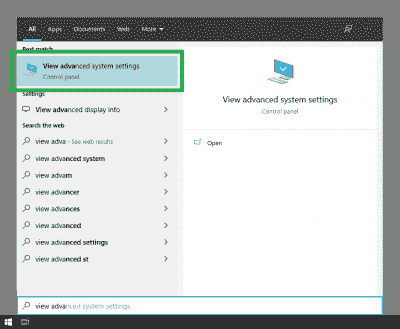 All Apps Documents Web More
Best match
View advanced system settings
Control panel
View advanced system settings
Control panel
Open
Settings
View advanced display info
Search the web
view adva - See web results
view advanced system
view advam
view advancer
view advances
view advanced
view advanced settings
view advanced st
view advanced system settings